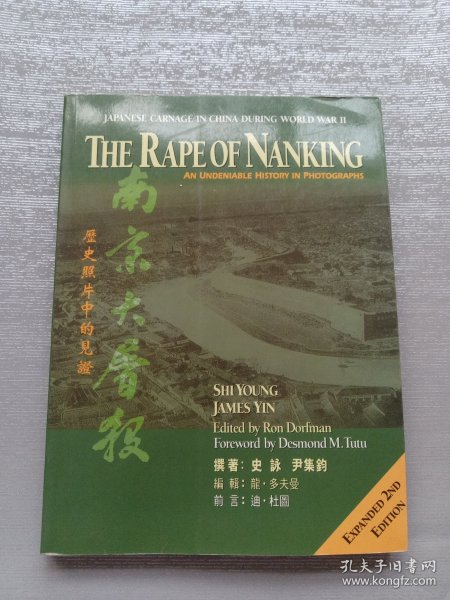 JAPANESE CARNAGE IN CHINA DURING WORLD WAR II
THE RAPE OF NANKING
AN UNDENIABLE HISTORY IN PHOTOGRAPHS
南京大屠殺
歷史照片中的見證
SHI YOUNG
JAMES YIN
Edited by Ron Dorfman
Foreword by Desmond M. Tutu
撰著：史詠 尹集鈞
編輯：龍·多夫曼
前言：迪·杜圖
EXPANDED 2ND
EDITION
孔夫子旧书网
www.kongfz.com